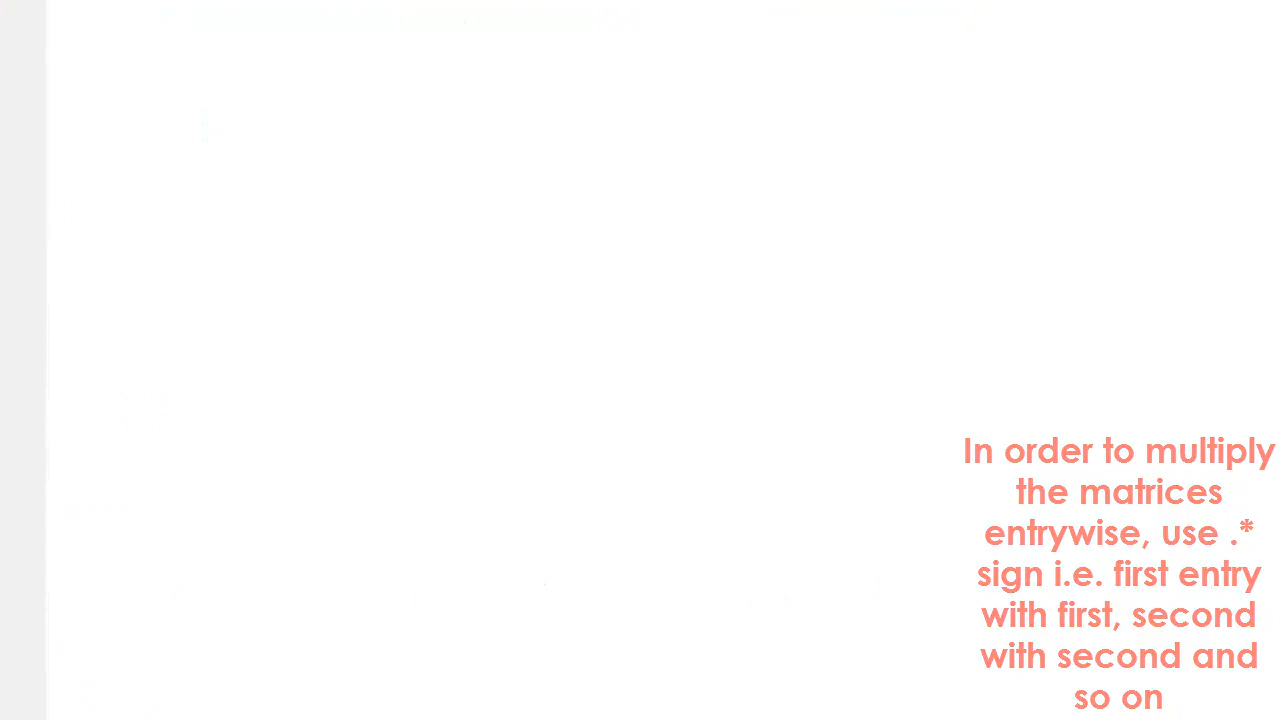 In order to multiply
the matrices
entrywise, use .*
sign i.e. first entry
with first, second
with second and
so on